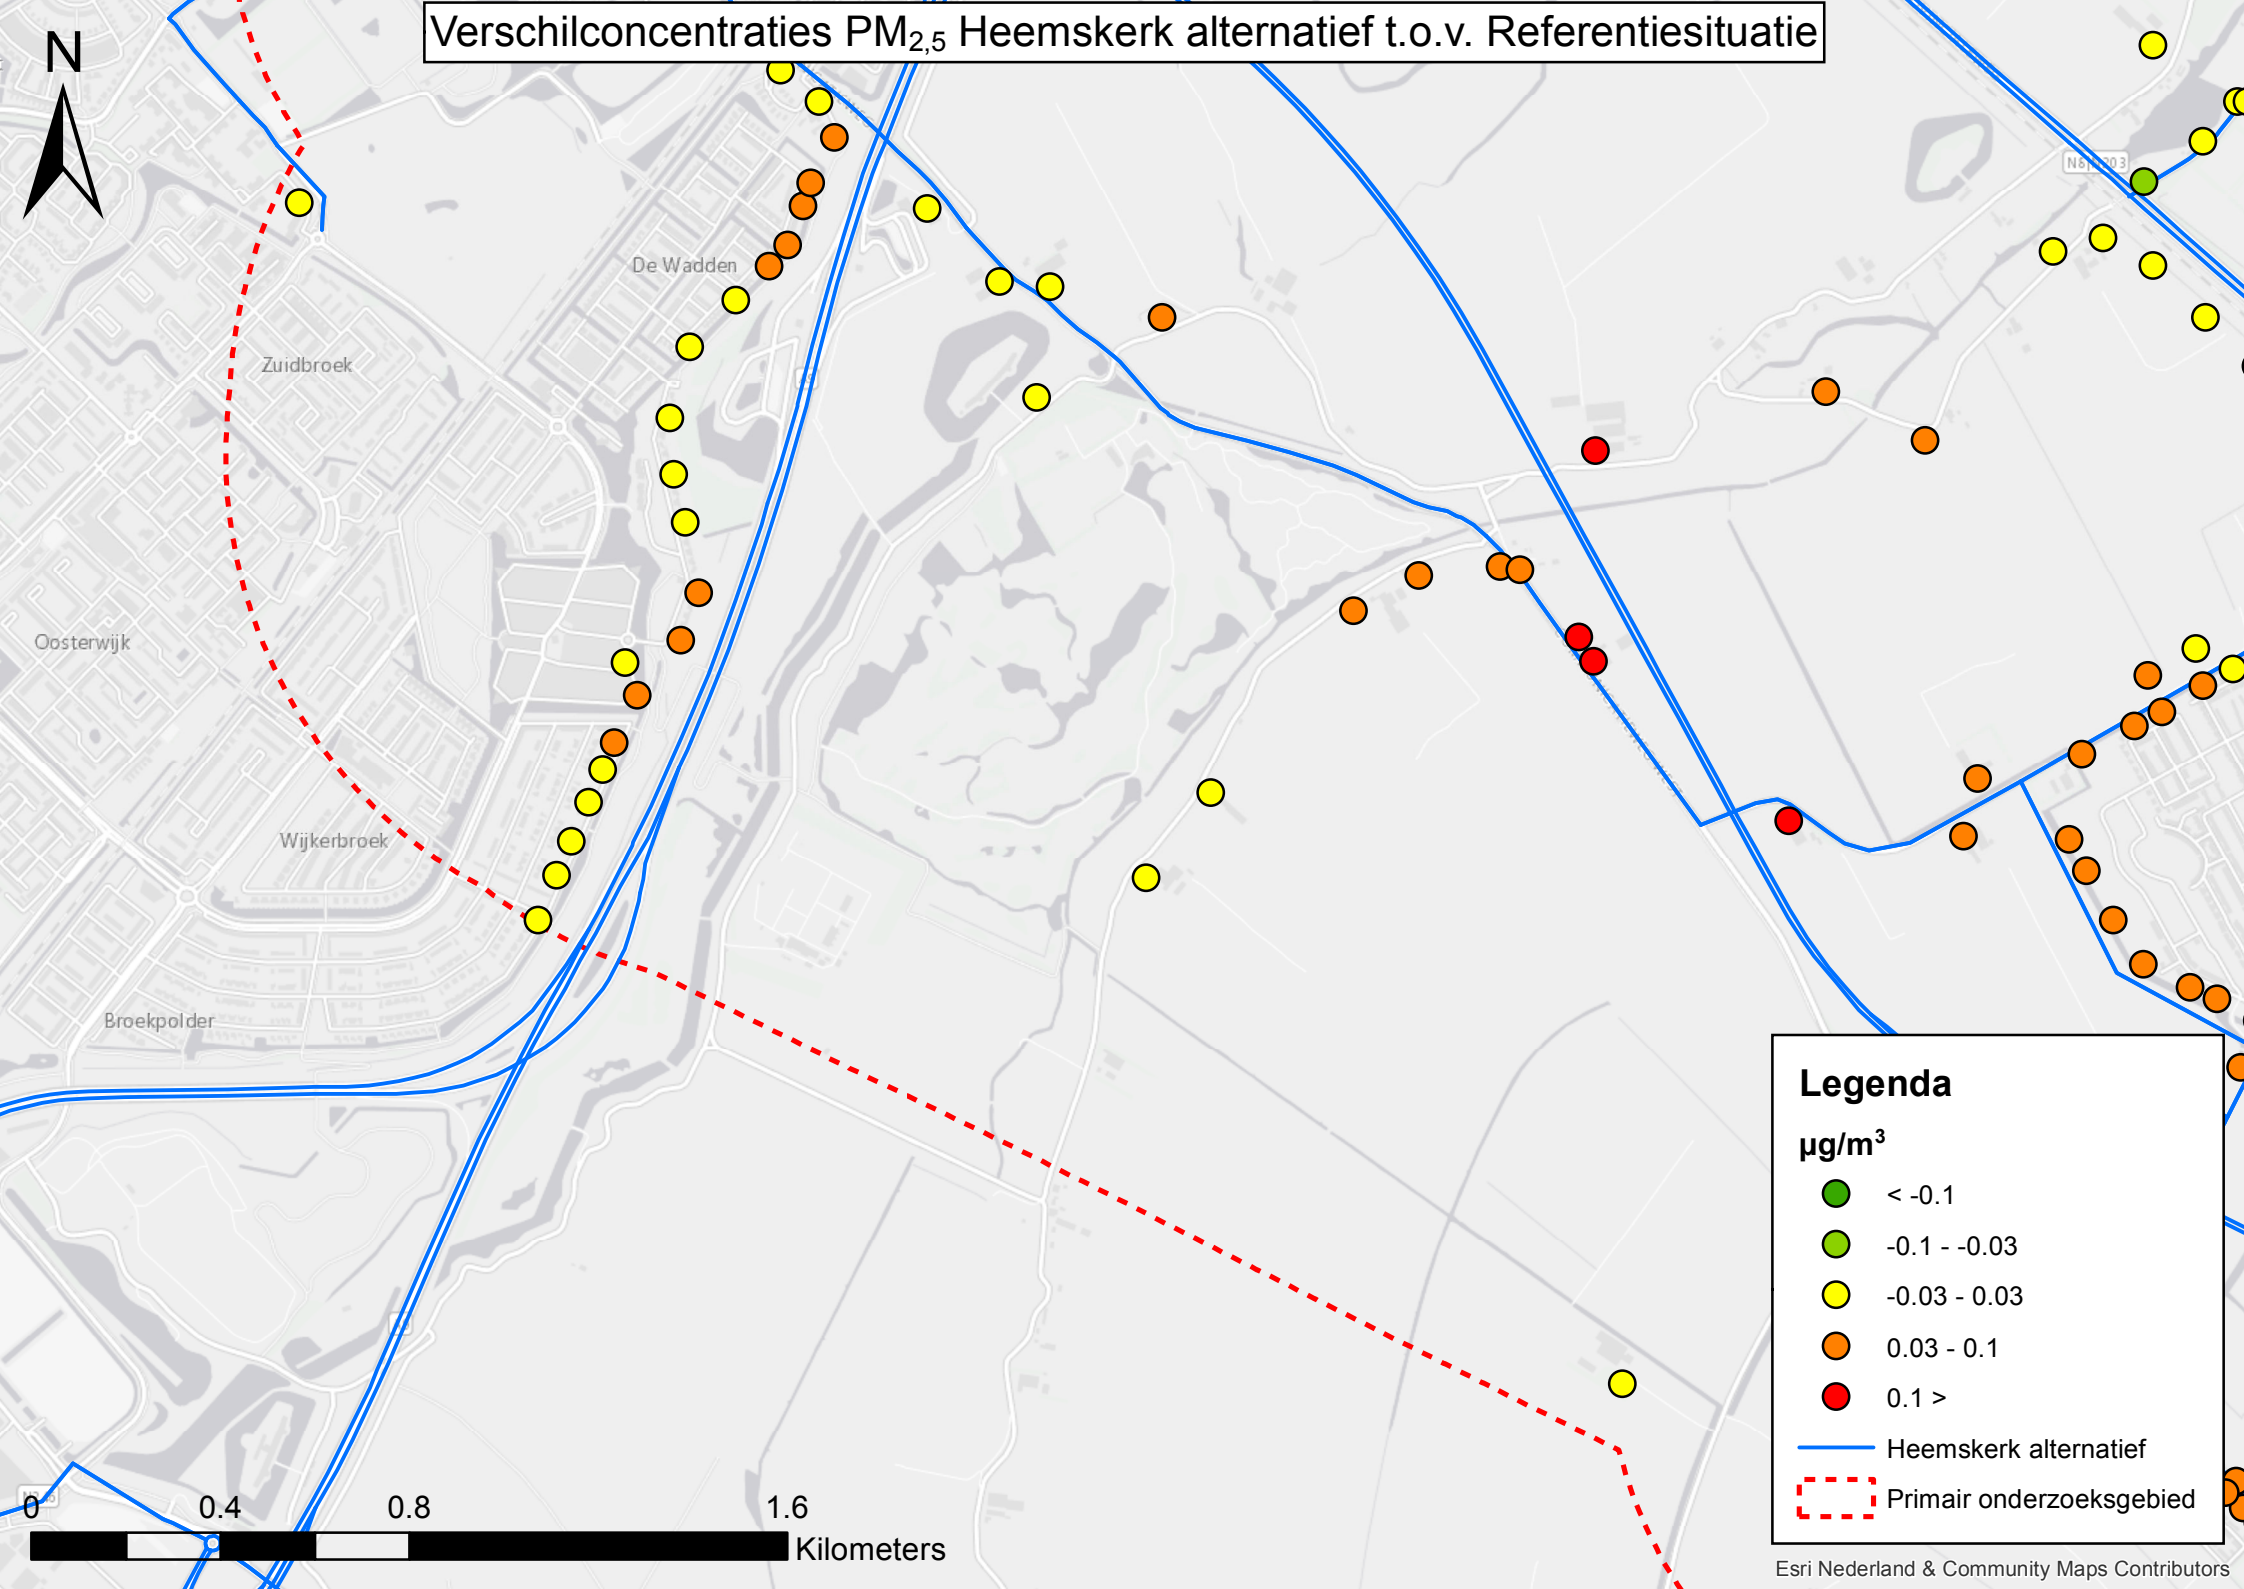 Verschilconcentraties PM2,5 Heemskerk alternatief t.o.v. Referentiesituatie
N
De Wadden
Zuidbroek
Oosterwijk
Wijkerbroek
Broekpolder
Legenda
µg/m³
< -0.1
-0.1 - -0.03
-0.03 - 0.03
0.03 - 0.1
0.1 >
Heemskerk alternatief
Primair onderzoeksgebied
0 0.4 0.8 1.6
Kilometers
Esri Nederland & Community Maps Contributors